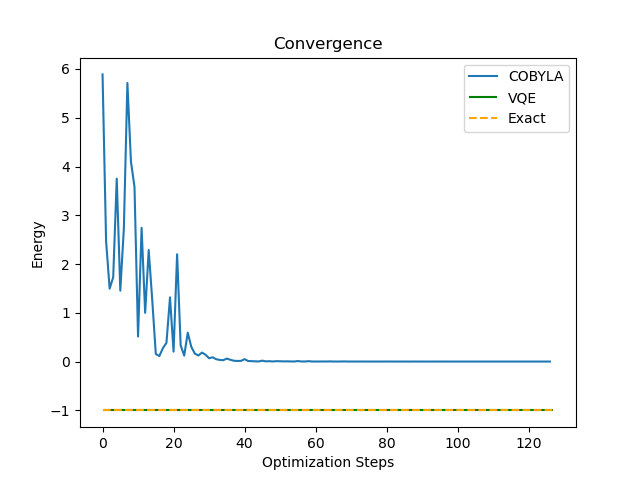 Convergence
COBYLA
VQE
Exact
Energy
6
5
4
3
2
1
0
−1
0 20 40 60 80 100 120
Optimization Steps